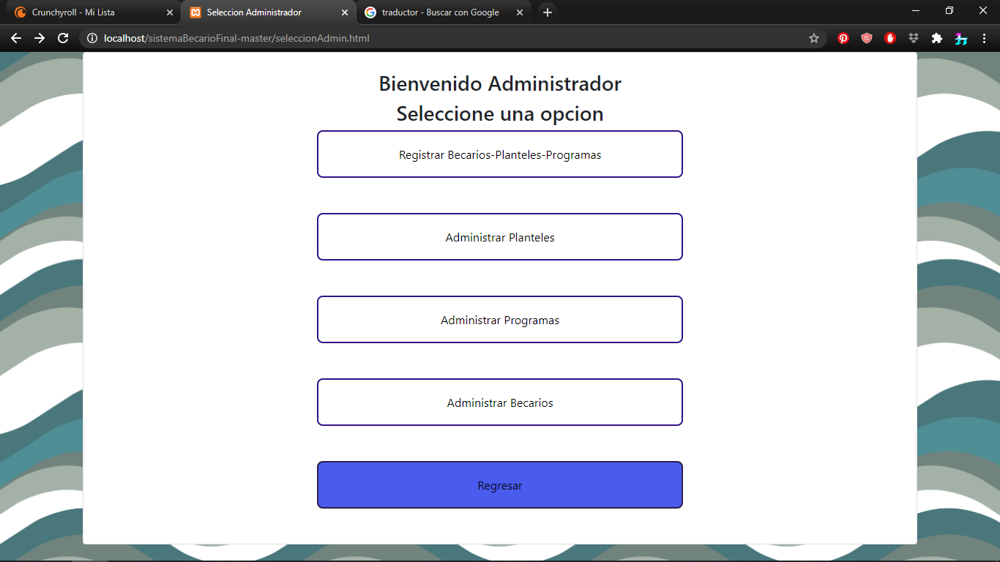 Crunchyroll - Mi Lista
Seleccion Administrador
traductor - Buscar con Google
localhost/sistemaBecarioFinal-master/seleccionAdmin.html
Bienvenido Administrador
Seleccione una opcion
Registrar Becarios-Planteles-Programas
Administrar Planteles
Administrar Programas
Administrar Becarios
Regresar